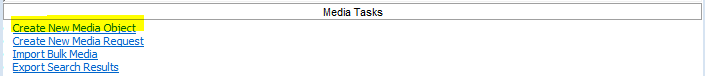 Media Tasks
Create New Media Object
Create New Media Request
Import Bulk Media
Export Search Results